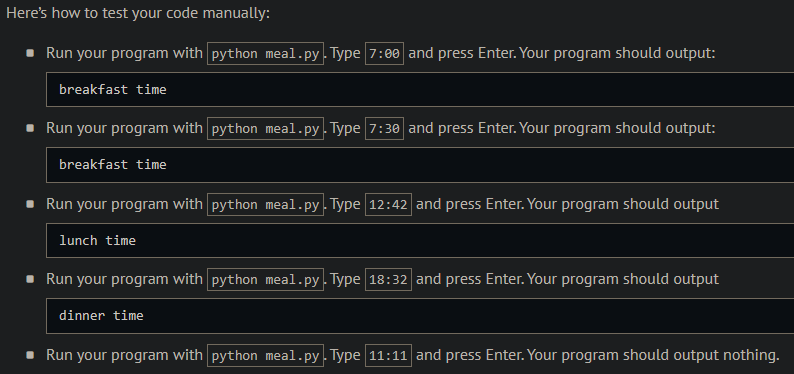 Here’s how to test your code manually:
Run your program with python meal.py. Type 7:00 and press Enter. Your program should output:
breakfast time
Run your program with python meal.py. Type 7:30 and press Enter. Your program should output:
breakfast time
Run your program with python meal.py. Type 12:42 and press Enter. Your program should output
lunch time
Run your program with python meal.py. Type 18:32 and press Enter. Your program should output
dinner time
Run your program with python meal.py. Type 11:11 and press Enter. Your program should output nothing.